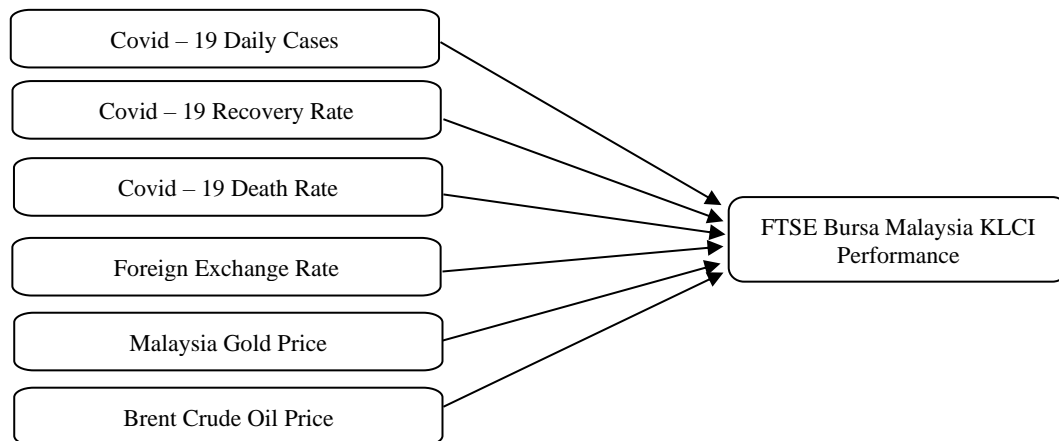 Covid – 19 Daily Cases
Covid – 19 Recovery Rate
Covid – 19 Death Rate
Foreign Exchange Rate
Malaysia Gold Price
Brent Crude Oil Price
FTSE Bursa Malaysia KLCI
Performance